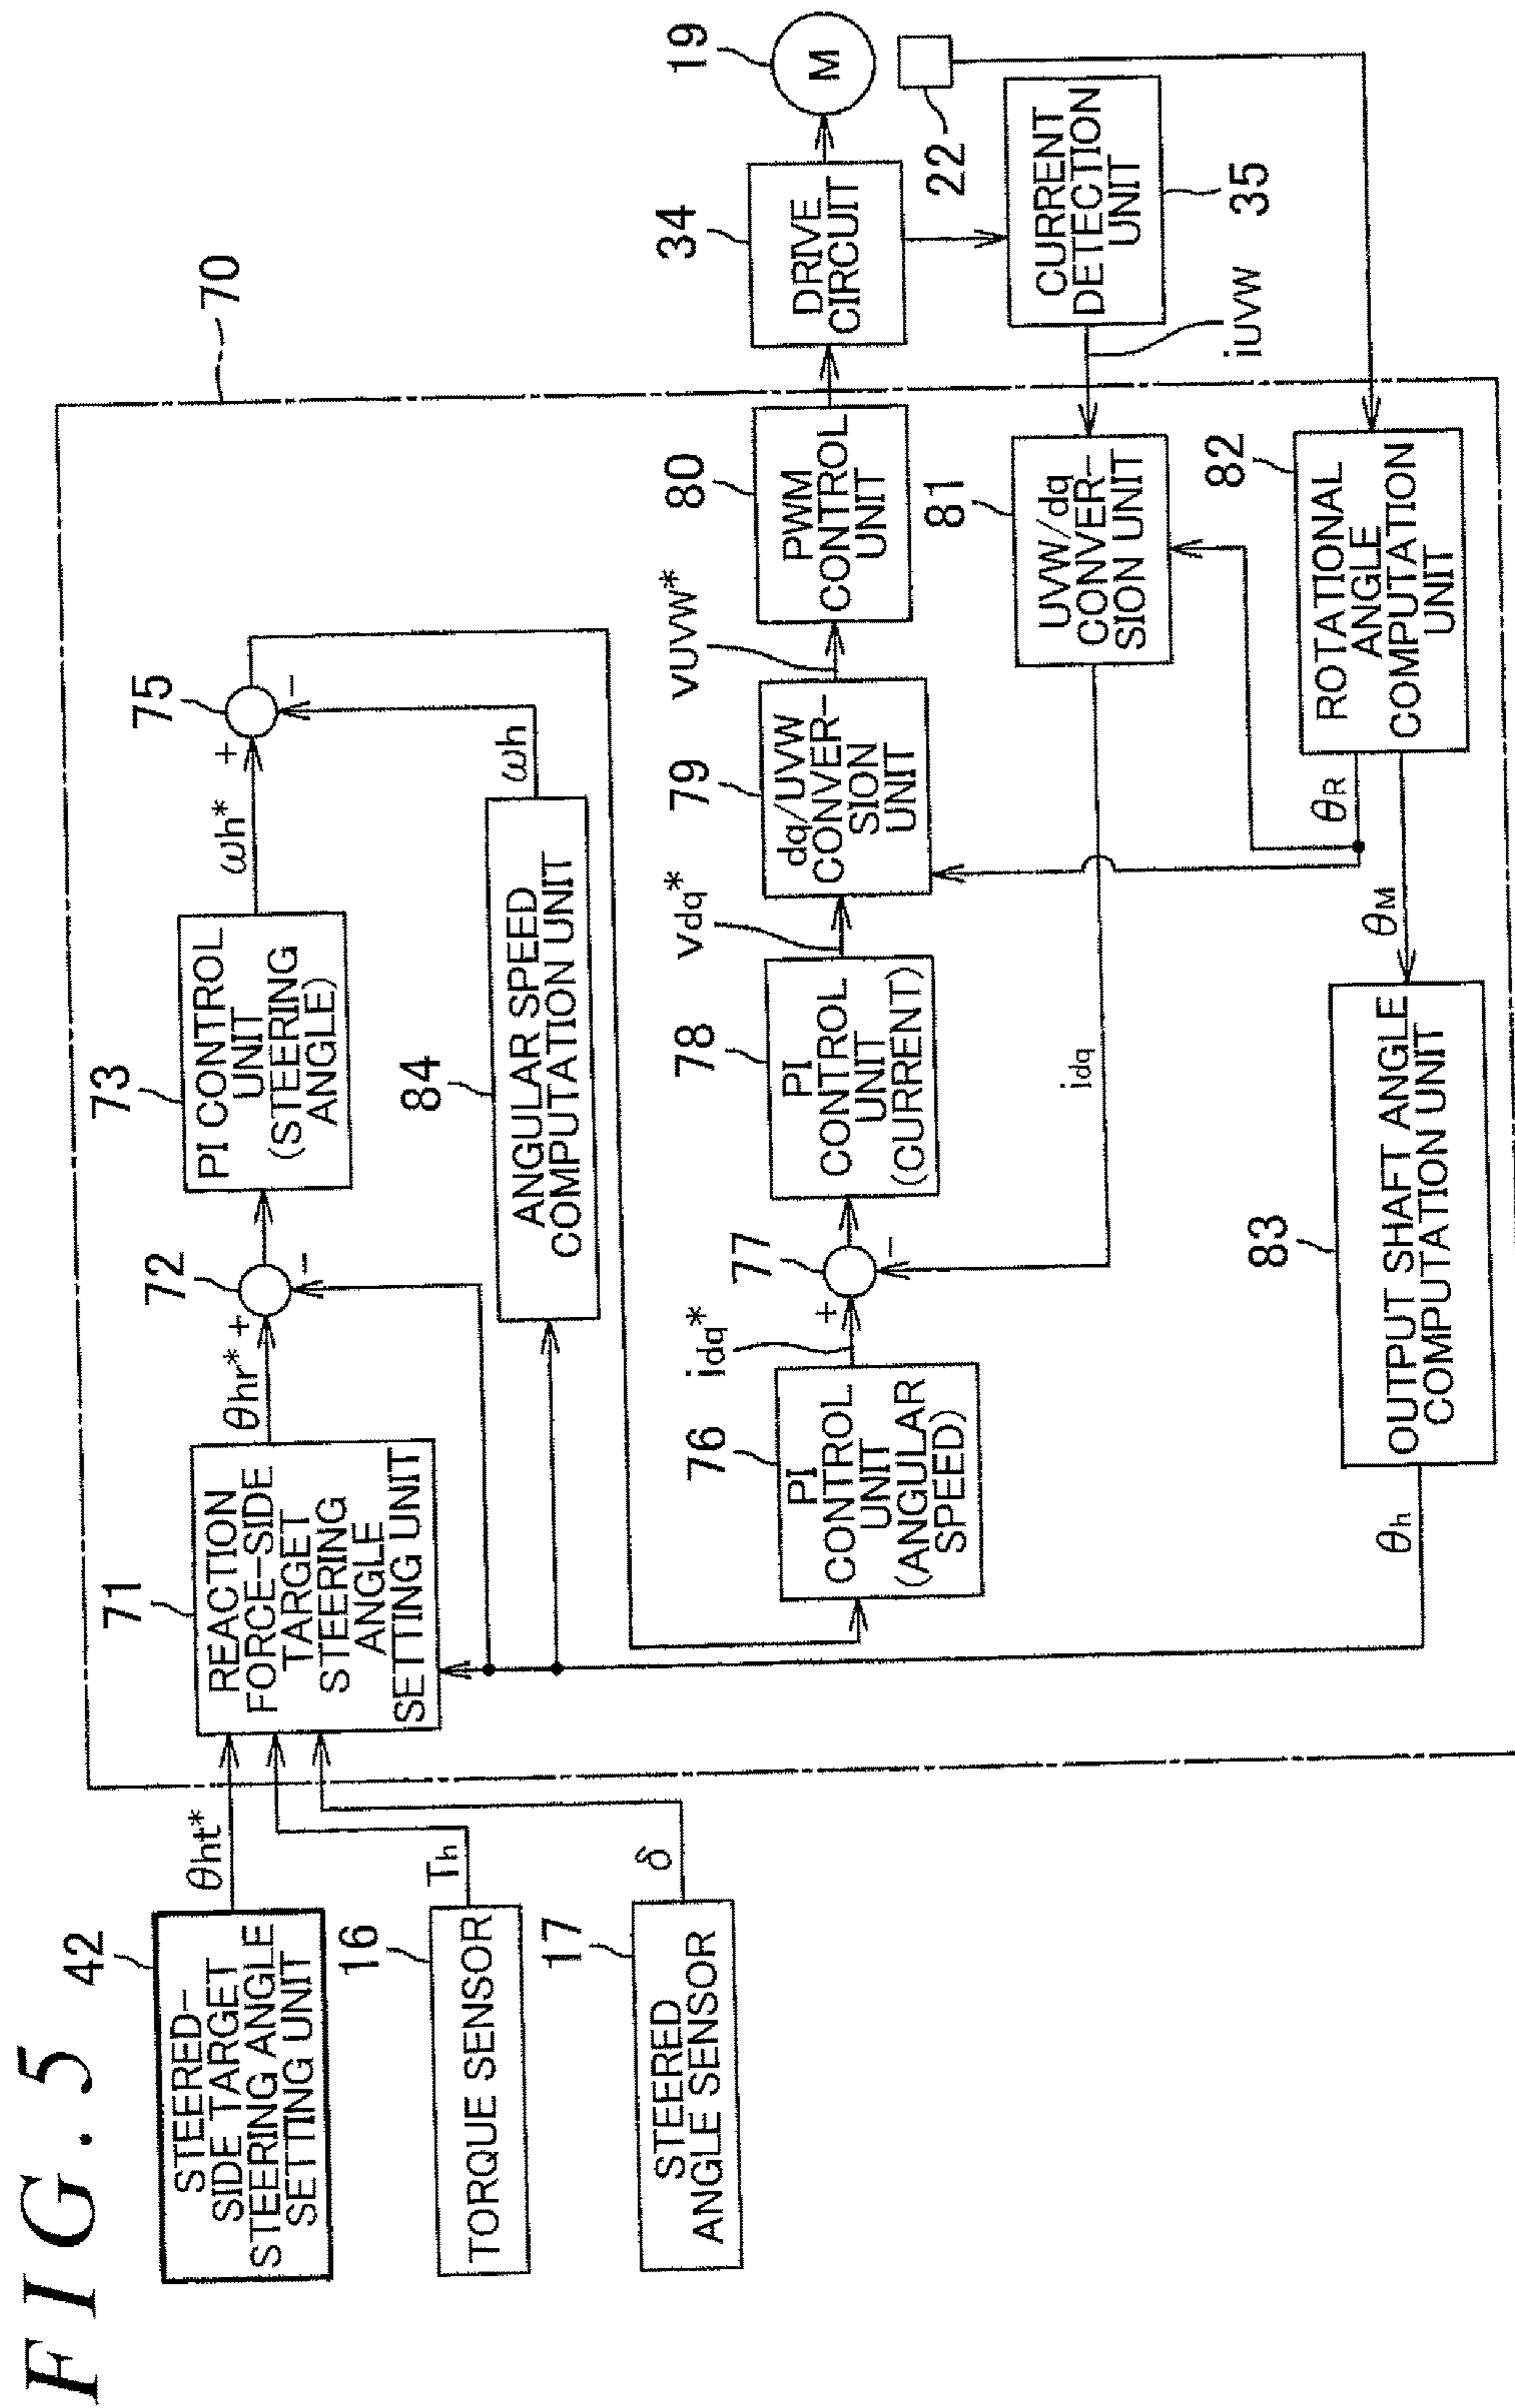 FIG. 5
42
STEERED-
SIDE TARGET
STEERING ANGLE
SETTING UNIT
θht*
16
TORQUE SENSOR
Th
17
STEERED
ANGLE SENSOR
δ
70
71
REACTION
FORCE-SIDE
TARGET
STEERING
ANGLE
SETTING UNIT
θhr*
+
72
-
73
PI CONTROL
UNIT
(STEERING
ANGLE)
ωh*
+
75
-
84
ANGULAR SPEED
COMPUTATION UNIT
ωh
76
PI
CONTROL
UNIT
(ANGULAR
SPEED)
idq*
+
77
-
78
PI
CONTROL
UNIT
(CURRENT)
vdq*
79
dq/UVW
CONVER-
SION
UNIT
vUVW*
80
PWM
CONTROL
UNIT
34
DRIVE
CIRCUIT
19
M
22
CURRENT
DETECTION
UNIT
35
iUVW
81
UVW/dq
CONVER-
SION UNIT
idq
82
ROTATIONAL
ANGLE
COMPUTATION
UNIT
θR
θM
83
OUTPUT SHAFT ANGLE
COMPUTATION UNIT
θh